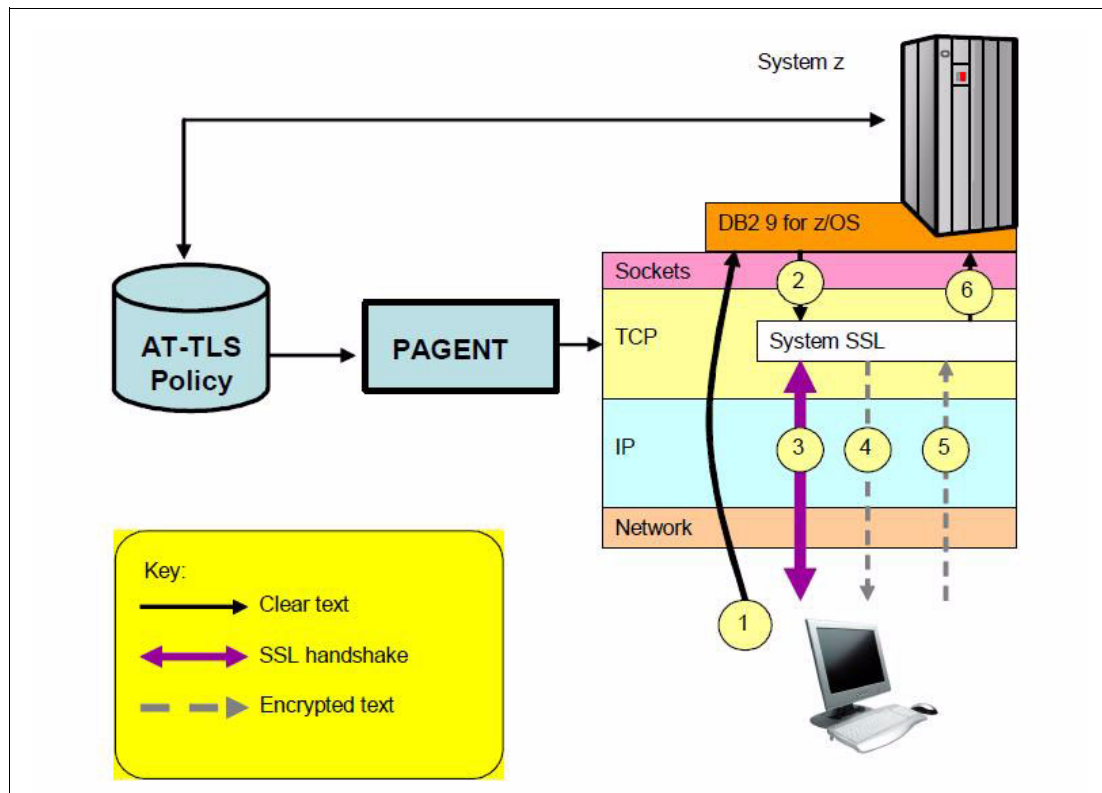 System z
DB2 9 for z/OS
Sockets
2
6
TCP
System SSL
AT-TLS
Policy
PAGENT
IP
3
4
5
Network
1
Key:
Clear text
SSL handshake
Encrypted text